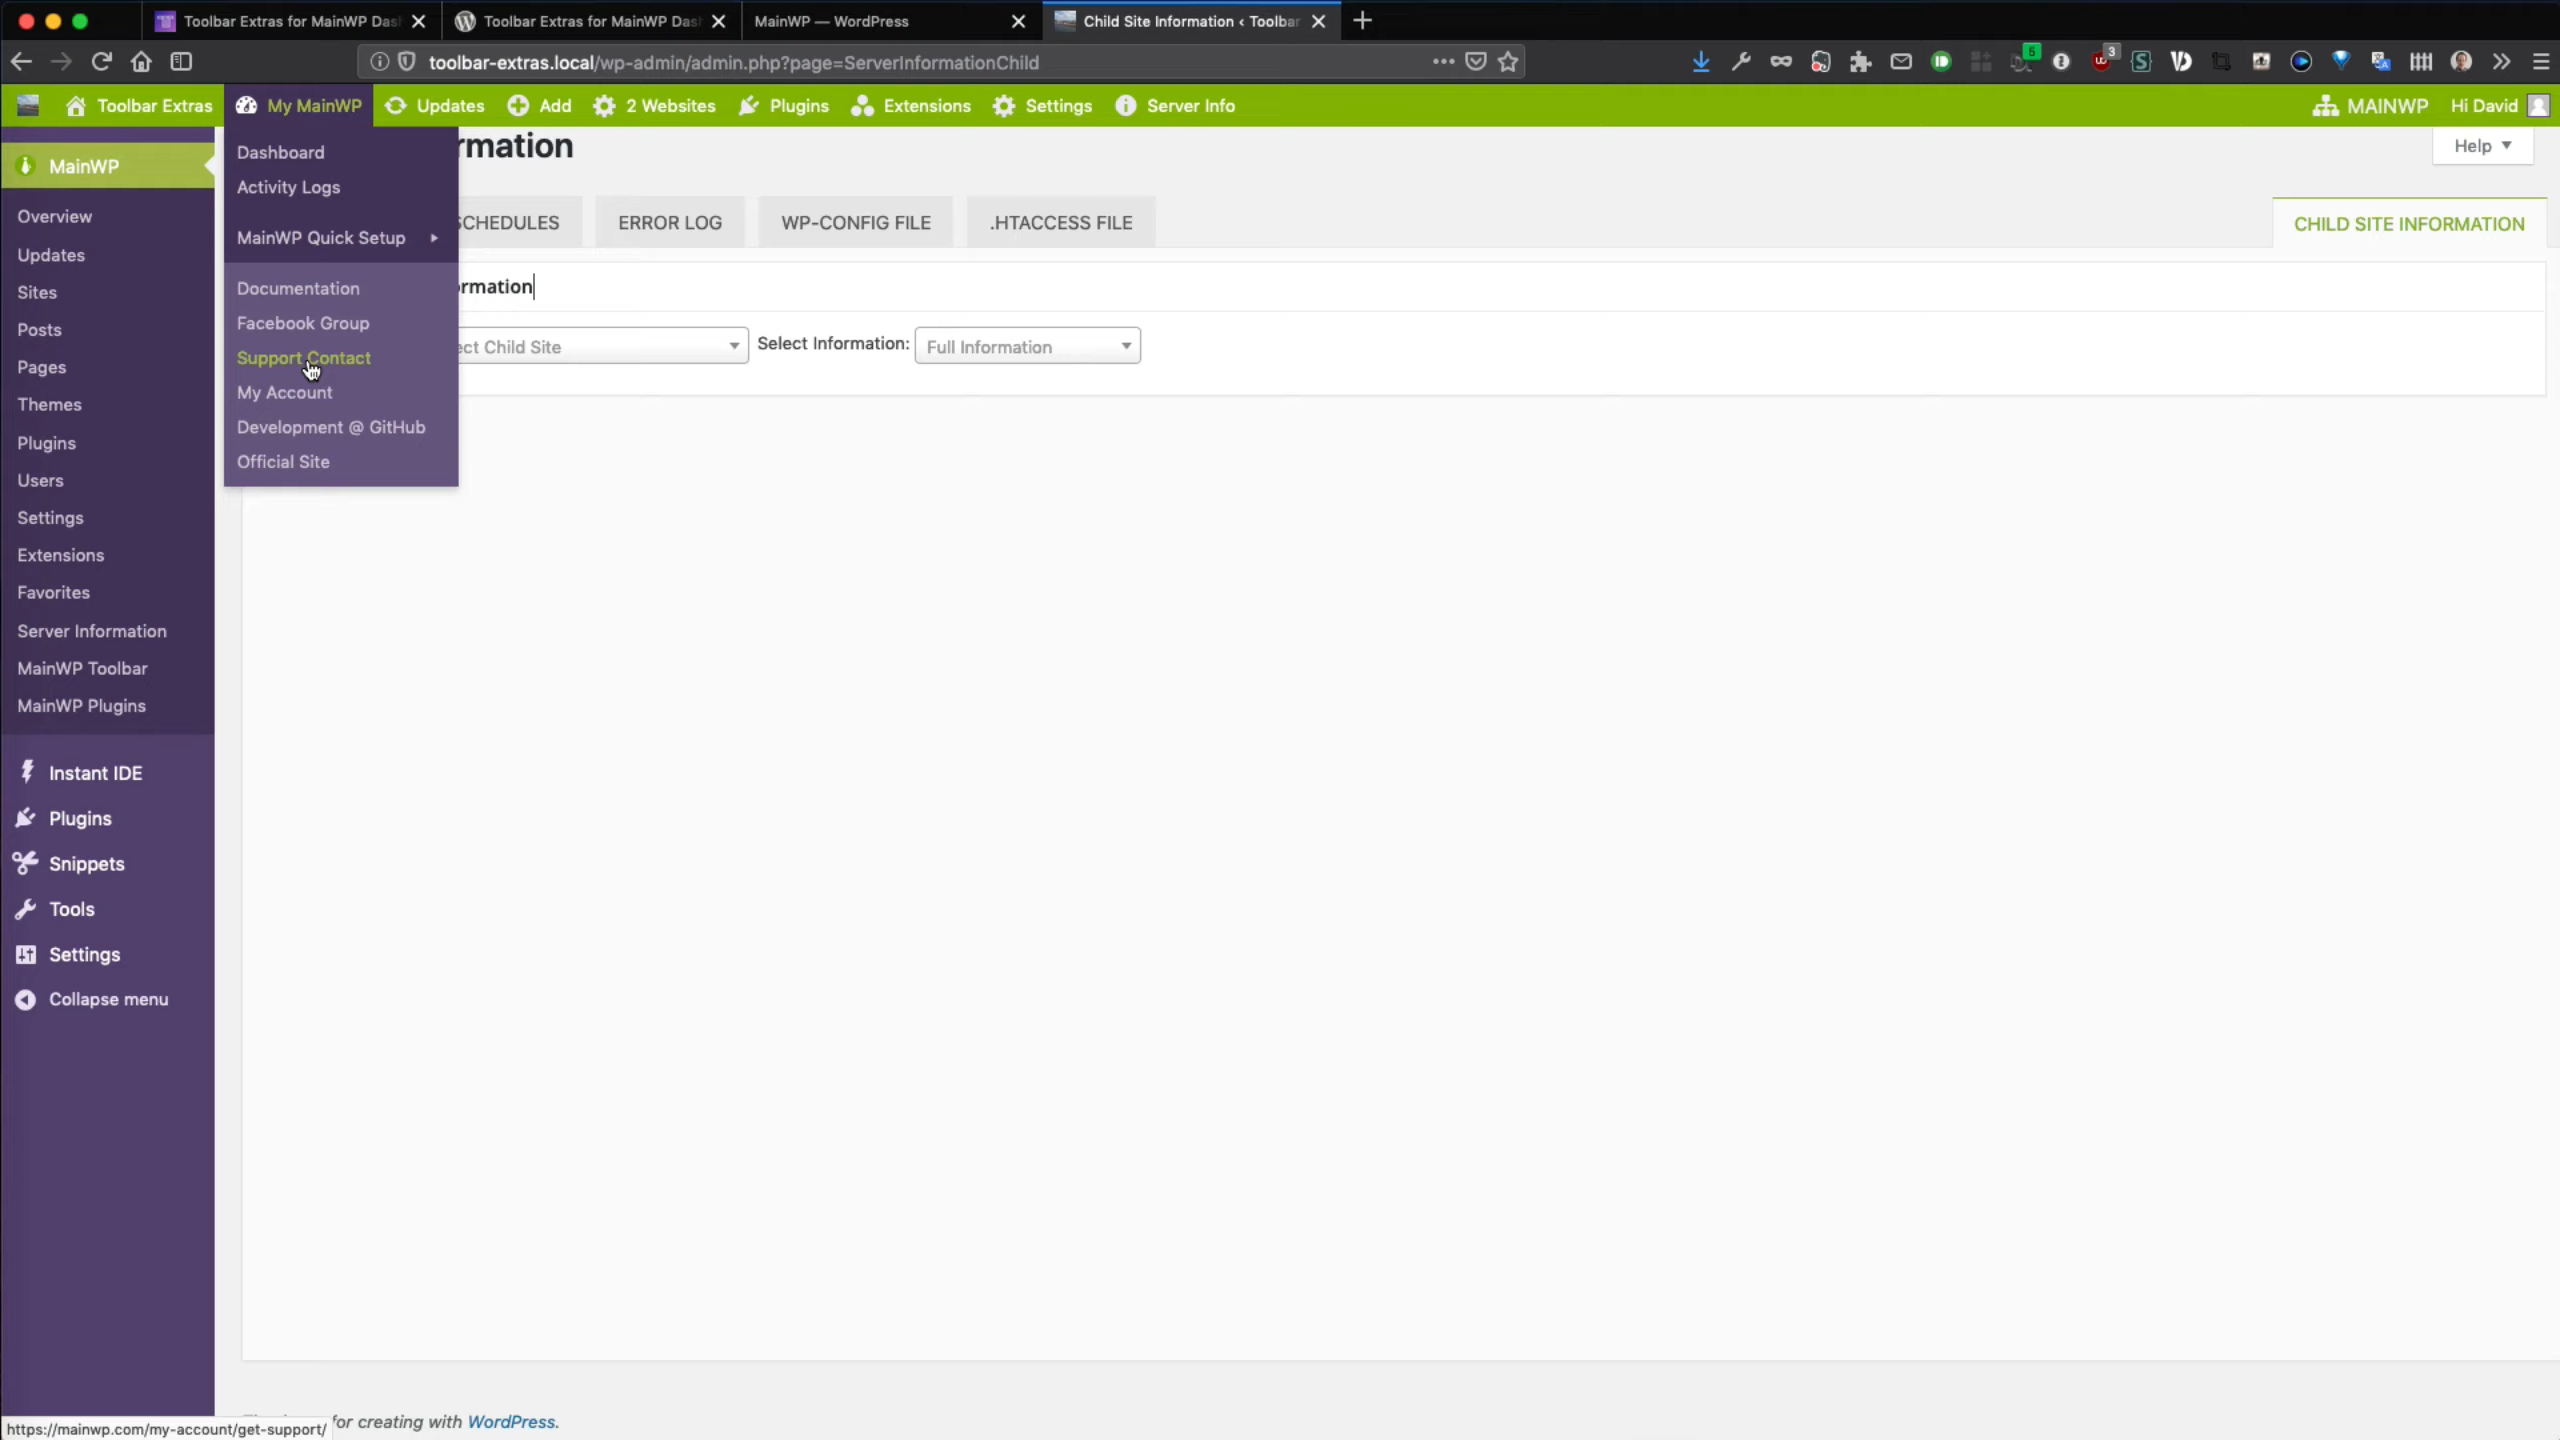 Toolbar Extras for MainWP Das
Toolbar Extras for MainWP Das
MainWP — WordPress
Child Site Information ‹ Toolbar
toolbar-extras.local/wp-admin/admin.php?page=ServerInformationChild
5
3
Toolbar Extras
My MainWP
Updates
Add
2 Websites
Plugins
Extensions
Settings
Server Info
MAINWP
Hi David
MainWP
Overview
Updates
Sites
Posts
Pages
Themes
Plugins
Users
Settings
Extensions
Favorites
Server Information
MainWP Toolbar
MainWP Plugins
Instant IDE
Plugins
Snippets
Tools
Settings
Collapse menu
Dashboard
Activity Logs
MainWP Quick Setup
Documentation
Facebook Group
Support Contact
My Account
Development @ GitHub
Official Site
rmation
Help
SCHEDULES
ERROR LOG
WP-CONFIG FILE
.HTACCESS FILE
CHILD SITE INFORMATION
ormation
ect Child Site
Select Information:
Full Information
for creating with WordPress.
https://mainwp.com/my-account/get-support/